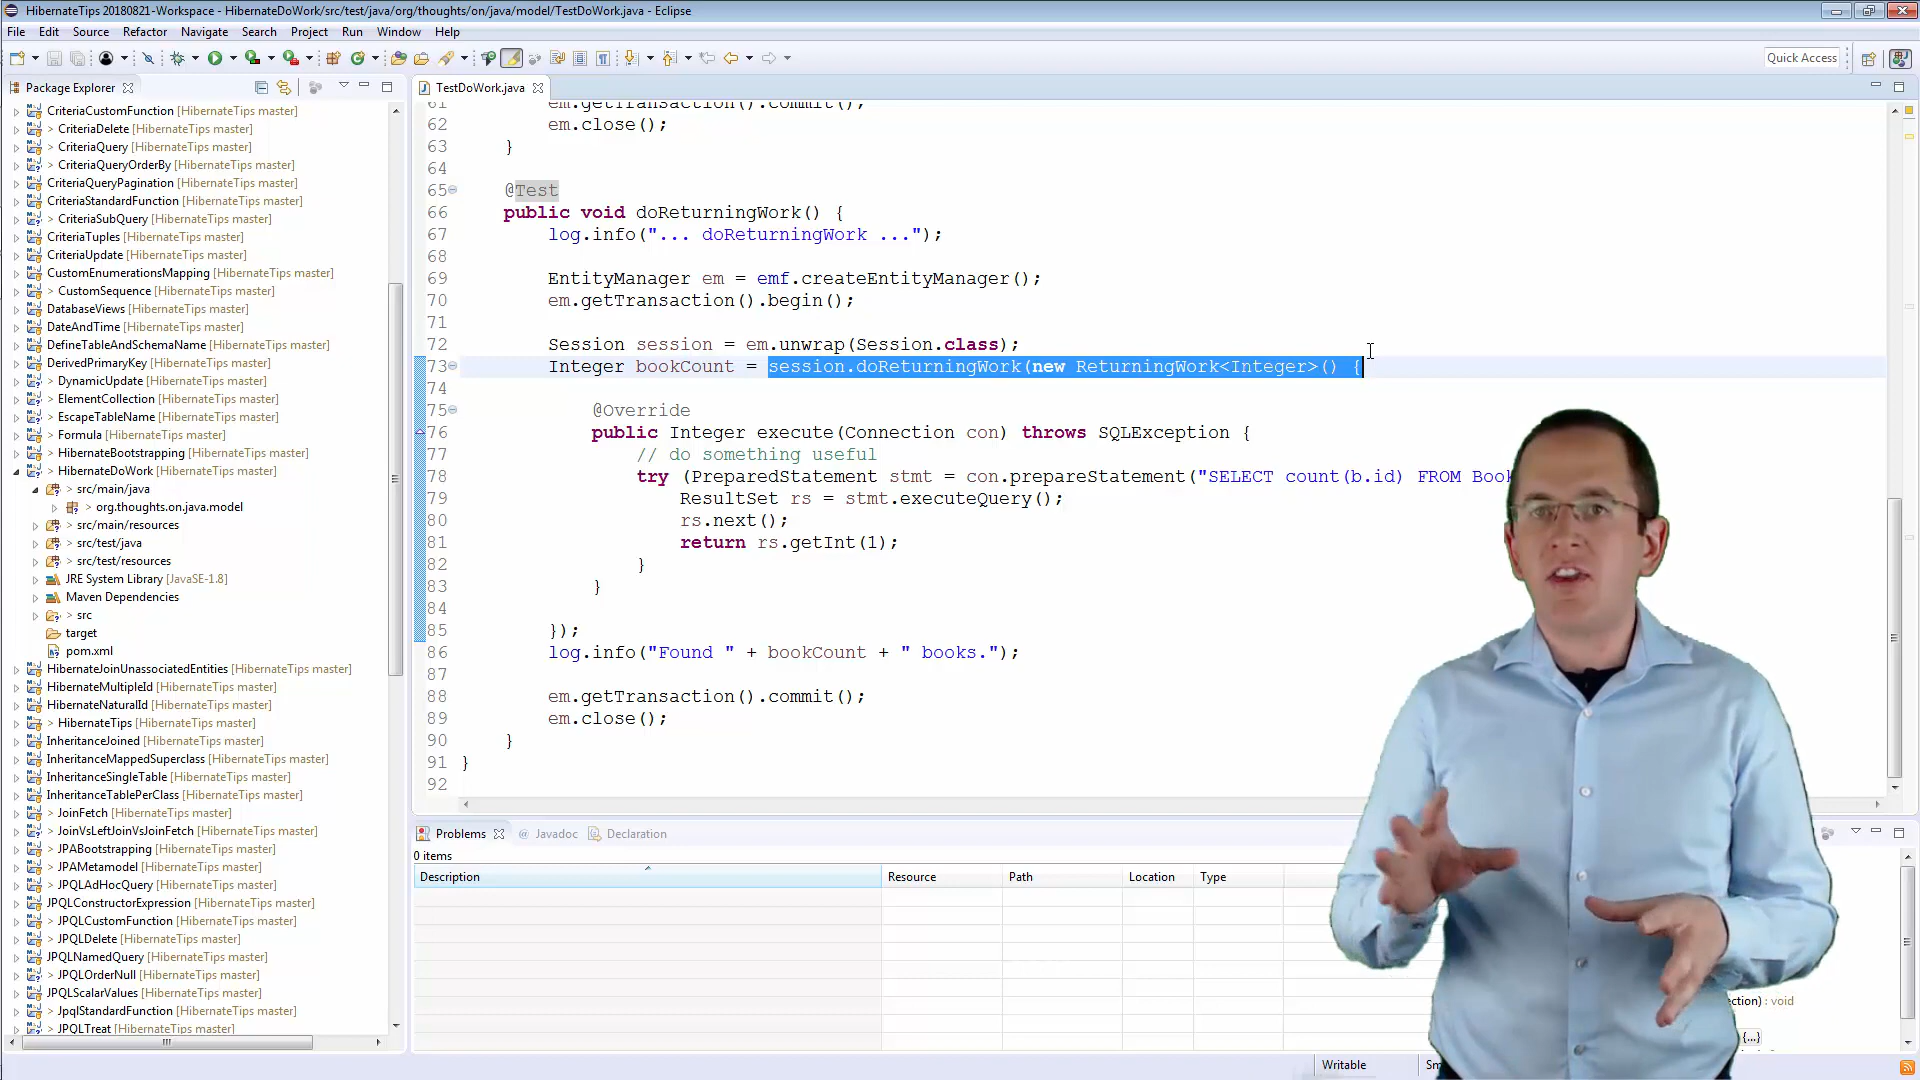 HibernateTips 20180821-Workspace - HibernateDoWork/src/test/java/org/thoughts/on/java/model/TestDoWork.java - Eclipse
File Edit Source Refactor Navigate Search Project Run Window Help
Quick Access
Package Explorer
CriteriaCustomFunction [HibernateTips master]
> CriteriaDelete [HibernateTips master]
> CriteriaQuery [HibernateTips master]
> CriteriaQueryOrderBy [HibernateTips master]
CriteriaQueryPagination [HibernateTips master]
CriteriaStandardFunction [HibernateTips master]
> CriteriaSubQuery [HibernateTips master]
CriteriaTuples [HibernateTips master]
CriteriaUpdate [HibernateTips master]
CustomEnumerationsMapping [HibernateTips master]
> CustomSequence [HibernateTips master]
DatabaseViews [HibernateTips master]
DateAndTime [HibernateTips master]
DefineTableAndSchemaName [HibernateTips master]
DerivedPrimaryKey [HibernateTips master]
> DynamicUpdate [HibernateTips master]
> ElementCollection [HibernateTips master]
> EscapeTableName [HibernateTips master]
> Formula [HibernateTips master]
> HibernateBootstrapping [HibernateTips master]
> HibernateDoWork [HibernateTips master]
> src/main/java
> org.thoughts.on.java.model
> src/main/resources
> src/test/java
> src/test/resources
JRE System Library [JavaSE-1.8]
Maven Dependencies
> src
target
pom.xml
HibernateJoinUnassociatedEntities [HibernateTips master]
HibernateMultipleId [HibernateTips master]
HibernateNaturalId [HibernateTips master]
> HibernateTips [HibernateTips master]
InheritanceJoined [HibernateTips master]
InheritanceMappedSuperclass [HibernateTips master]
InheritanceSingleTable [HibernateTips master]
InheritanceTablePerClass [HibernateTips master]
> JoinFetch [HibernateTips master]
> JoinVsLeftJoinVsJoinFetch [HibernateTips master]
> JPABootstrapping [HibernateTips master]
> JPAMetamodel [HibernateTips master]
> JPQLAdHocQuery [HibernateTips master]
JPQLConstructorExpression [HibernateTips master]
> JPQLCustomFunction [HibernateTips master]
> JPQLDelete [HibernateTips master]
JPQLNamedQuery [HibernateTips master]
> JPQLOrderNull [HibernateTips master]
JPQLScalarValues [HibernateTips master]
> JpqlStandardFunction [HibernateTips master]
> JPQLTreat [HibernateTips master]
TestDoWork.java
61 em.getTransaction().commit();
62 em.close();
63 }
64
65 @Test
66 public void doReturningWork() {
67 log.info("... doReturningWork ...");
68
69 EntityManager em = emf.createEntityManager();
70 em.getTransaction().begin();
71
72 Session session = em.unwrap(Session.class);
73 Integer bookCount = session.doReturningWork(new ReturningWork<Integer>() {
74
75 @Override
76 public Integer execute(Connection con) throws SQLException {
77 // do something useful
78 try (PreparedStatement stmt = con.prepareStatement("SELECT count(b.id) FROM Book
79 ResultSet rs = stmt.executeQuery();
80 rs.next();
81 return rs.getInt(1);
82 }
83 }
84
85 });
86 log.info("Found " + bookCount + " books.");
87
88 em.getTransaction().commit();
89 em.close();
90 }
91 }
92
Problems @ Javadoc Declaration
0 items
Description Resource Path Location Type
ction) : void
{...}
Writable Sm